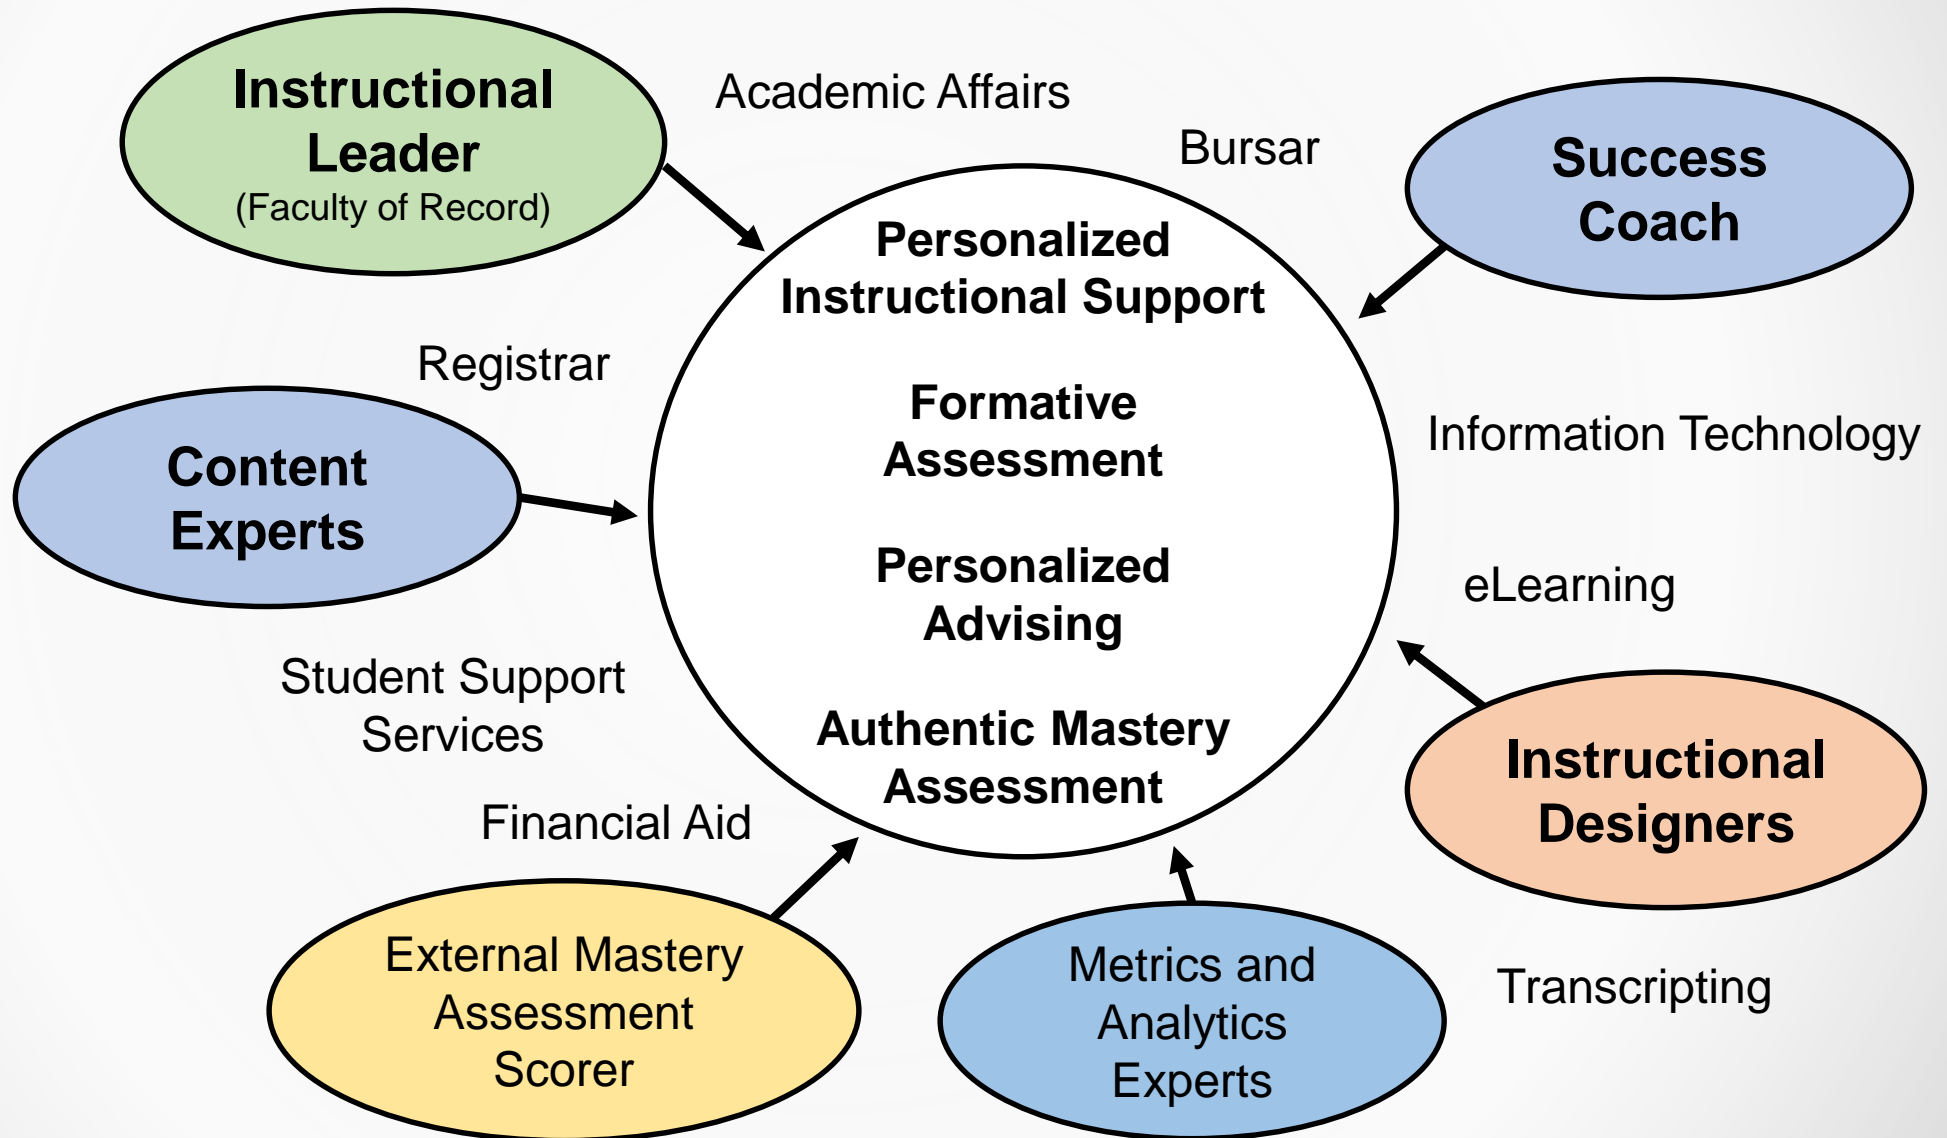 Instructional
Leader
(Faculty of Record)
Academic Affairs
Bursar
Success
Coach
Personalized
Instructional Support
Formative
Assessment
Personalized
Advising
Authentic Mastery
Assessment
Registrar
Content
Experts
Information Technology
eLearning
Student Support
Services
Instructional
Designers
Financial Aid
External Mastery
Assessment
Scorer
Metrics and
Analytics
Experts
Transcripting